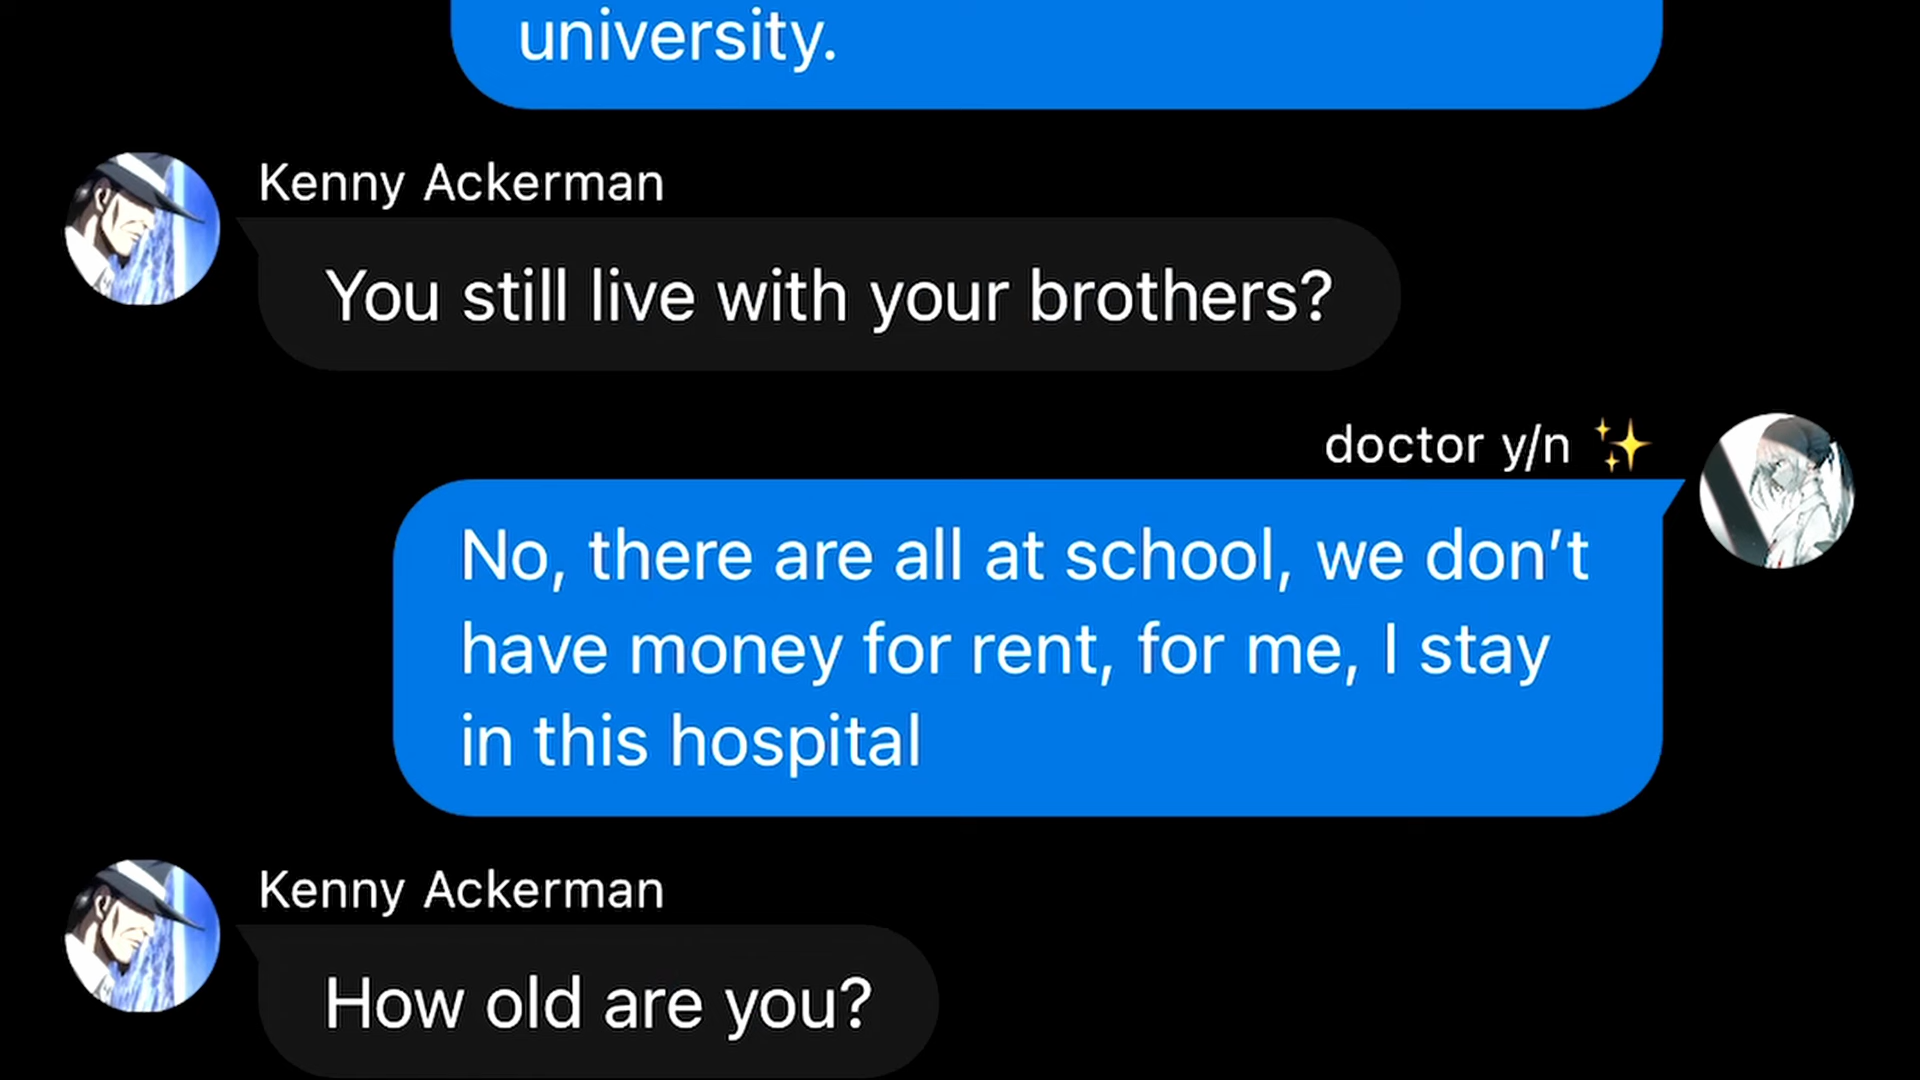 university.
Kenny Ackerman
You still live with your brothers?
doctor y/n ✨
No, there are all at school, we don’t
have money for rent, for me, I stay
in this hospital
Kenny Ackerman
How old are you?